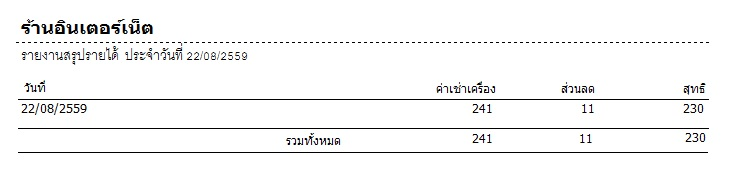 ร้านอินเตอร์เน็ต
รายงานสรุปรายได้ ประจำวันที่ 22/08/2559
วันที่ ค่าเช่าเครื่อง ส่วนลด สุทธิ
22/08/2559 241 11 230
รวมทั้งหมด 241 11 230